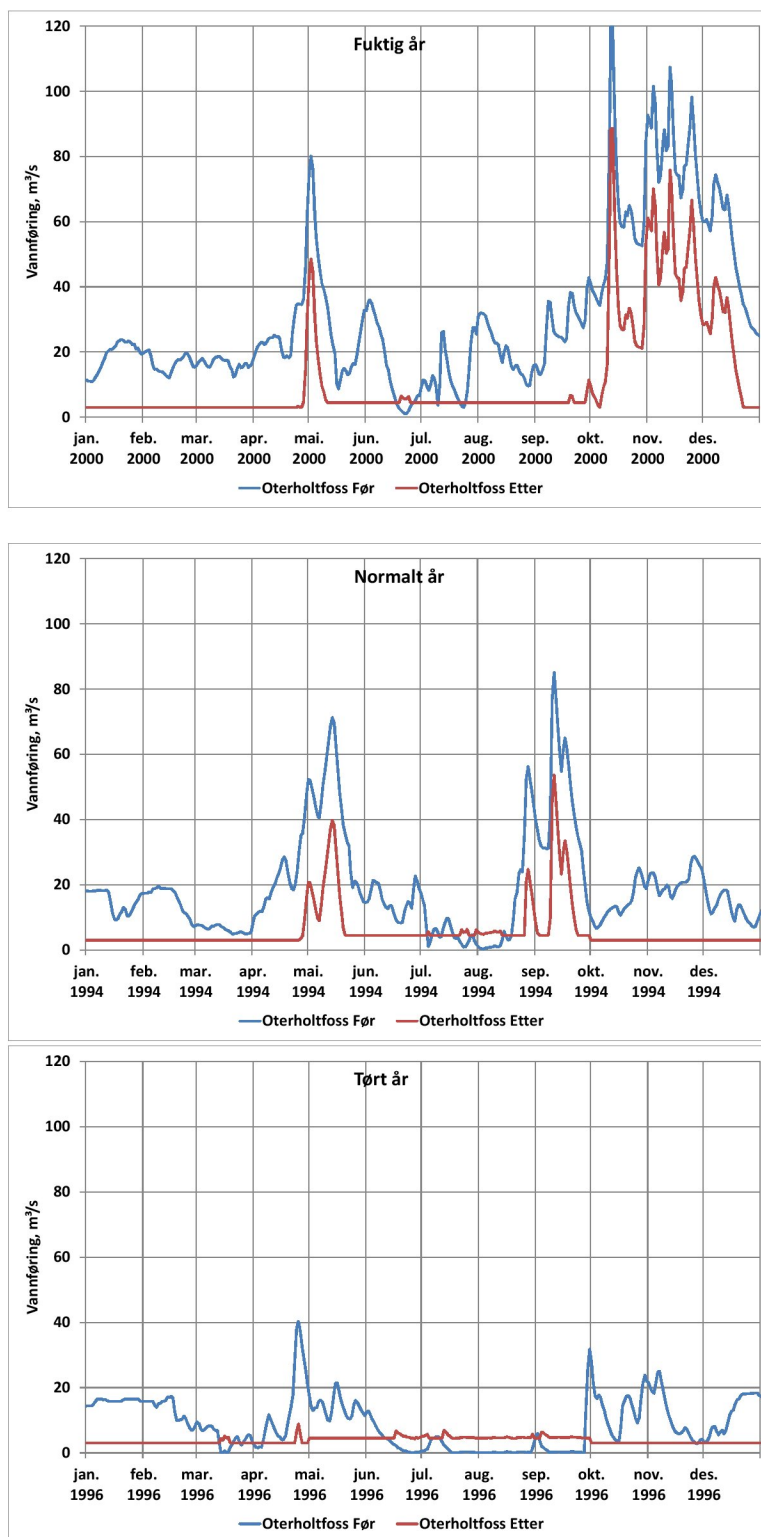 Fuktig år
Vannføring, m³/s
120
100
80
60
40
20
0
jan. feb. mar. apr. mai. jun. jul. aug. sep. okt. nov. des.
2000 2000 2000 2000 2000 2000 2000 2000 2000 2000 2000 2000
Oterholtfoss Før Oterholtfoss Etter
Normalt år
Vannføring, m³/s
120
100
80
60
40
20
0
jan. feb. mar. apr. mai. jun. jul. aug. sep. okt. nov. des.
1994 1994 1994 1994 1994 1994 1994 1994 1994 1994 1994 1994
Oterholtfoss Før Oterholtfoss Etter
Tørt år
Vannføring, m³/s
120
100
80
60
40
20
0
jan. feb. mar. apr. mai. jun. jul. aug. sep. okt. nov. des.
1996 1996 1996 1996 1996 1996 1996 1996 1996 1996 1996 1996
Oterholtfoss Før Oterholtfoss Etter